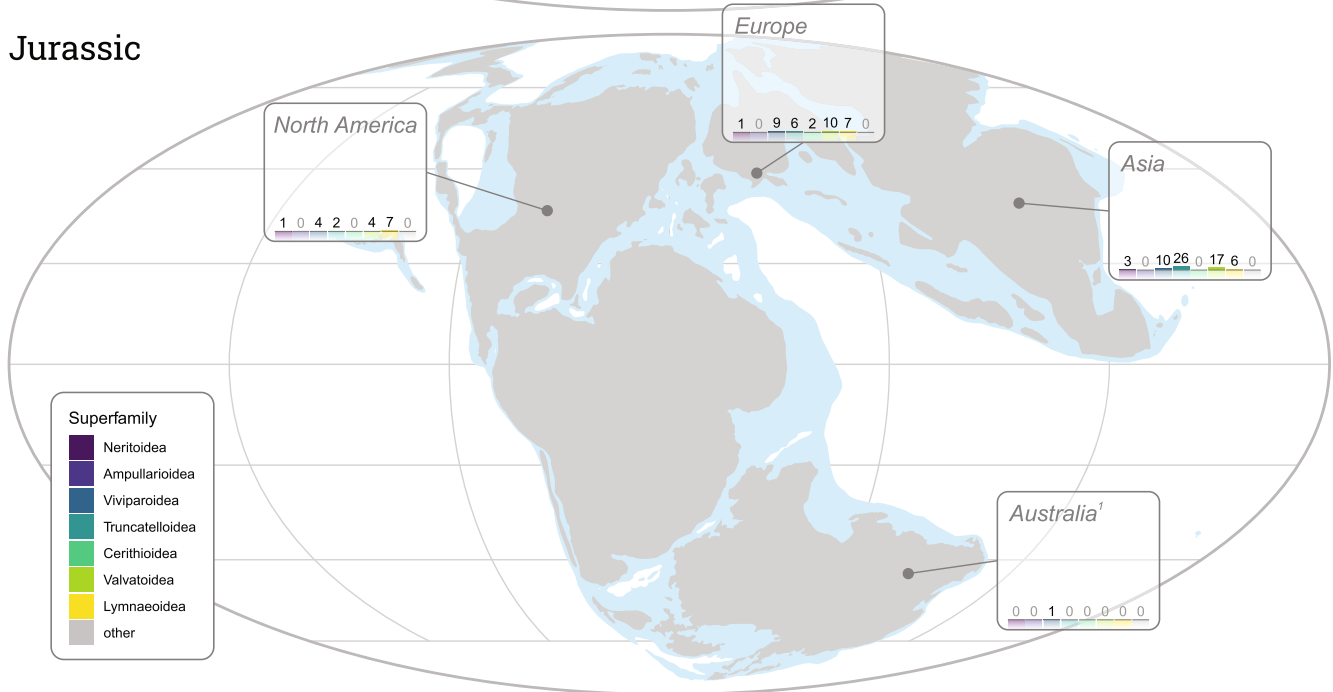 Jurassic
Europe
1 0 9 6 2 10 7 0
North America
1 0 4 2 0 4 7 0
Asia
3 0 10 26 0 17 6 0
Superfamily
Neritoidea
Ampullarioidea
Viviparoidea
Truncatelloidea
Cerithioidea
Valvatoidea
Lymnaeoidea
other
Australia¹
0 0 1 0 0 0 0 0